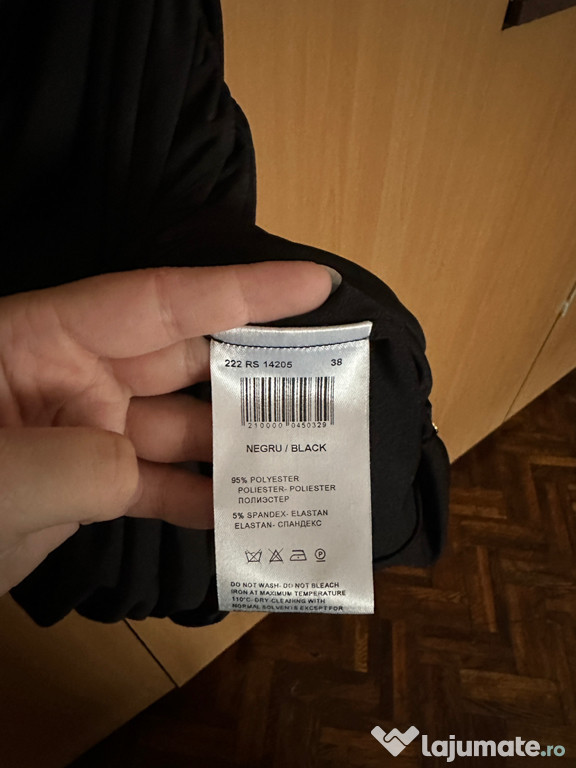 222 RS 14205 38
210000 0450329
NEGRU / BLACK
95% POLYESTER
POLIESTER- POLIESTER
ПОЛИЭСТЕР
5% SPANDEX- ELASTAN
ELASTAN- СПАНДЕКС
DO NOT WASH- DO NOT BLEACH
IRON AT MAXIMUM TEMPERATURE
110°C- DRY-CLEANING WITH
NORMAL SOLVENTS EXCEPT FOR
lajumate.ro